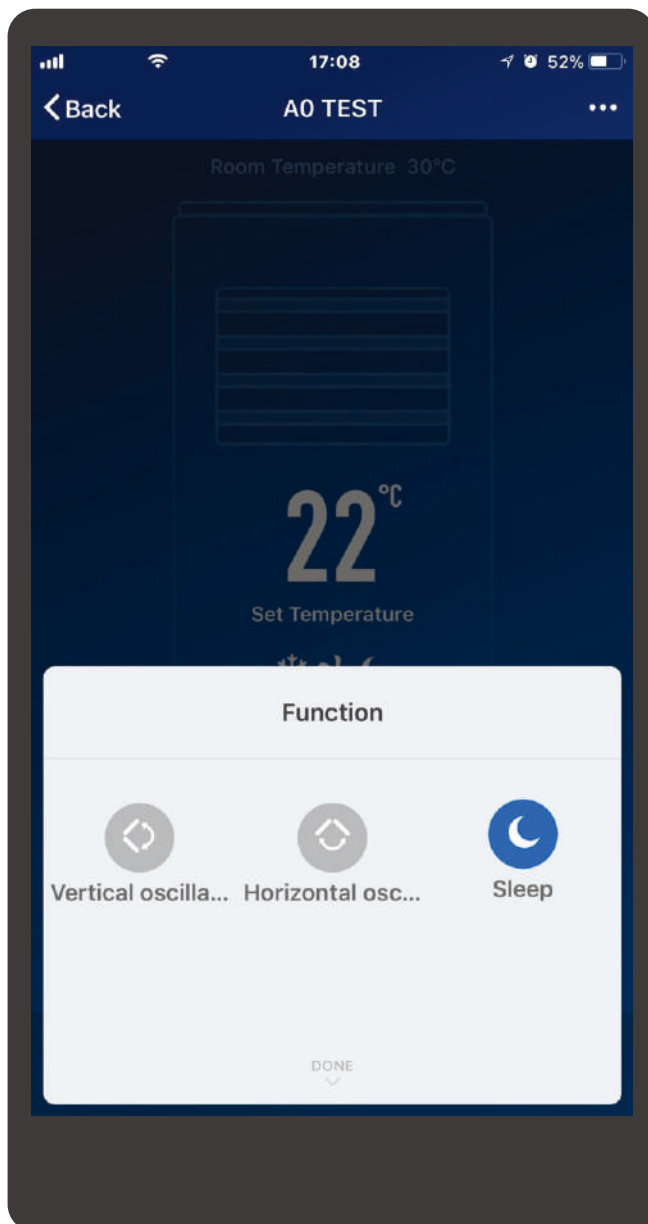 17:08
52%
Back
A0 TEST
Room Temperature 30°C
22°C
Set Temperature
Function
Vertical oscilla...
Horizontal osc...
Sleep
DONE